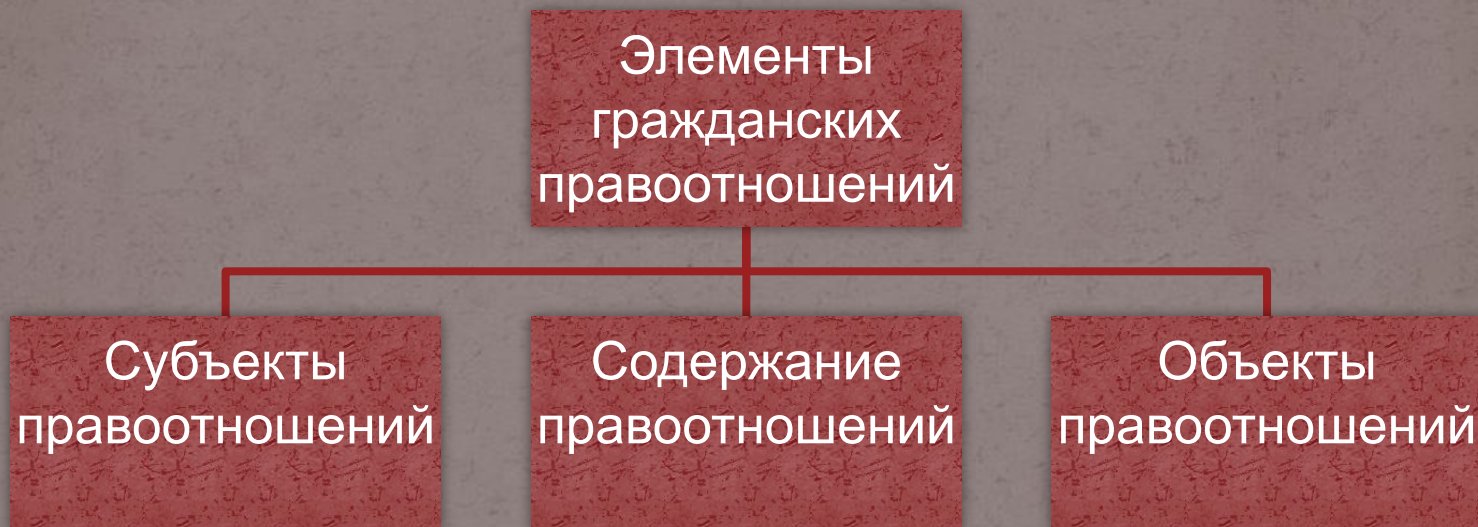 Элементы
гражданских
правоотношений
Субъекты
правоотношений
Содержание
правоотношений
Объекты
правоотношений